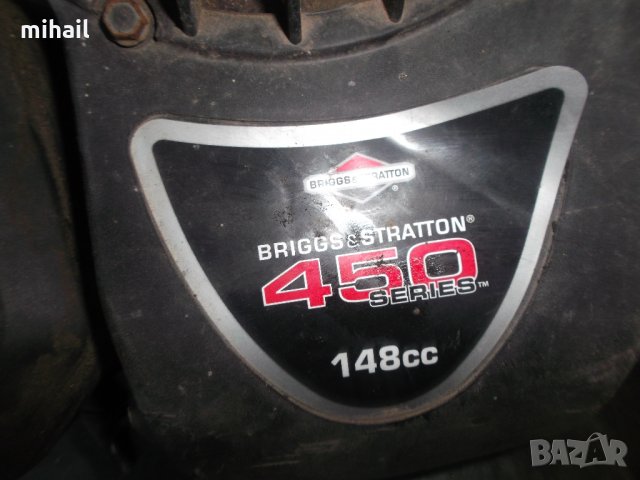 mihail
BRIGGS&STRATTON
®
BRIGGS&STRATTON®
450
SERIES™
148cc
BAZAR